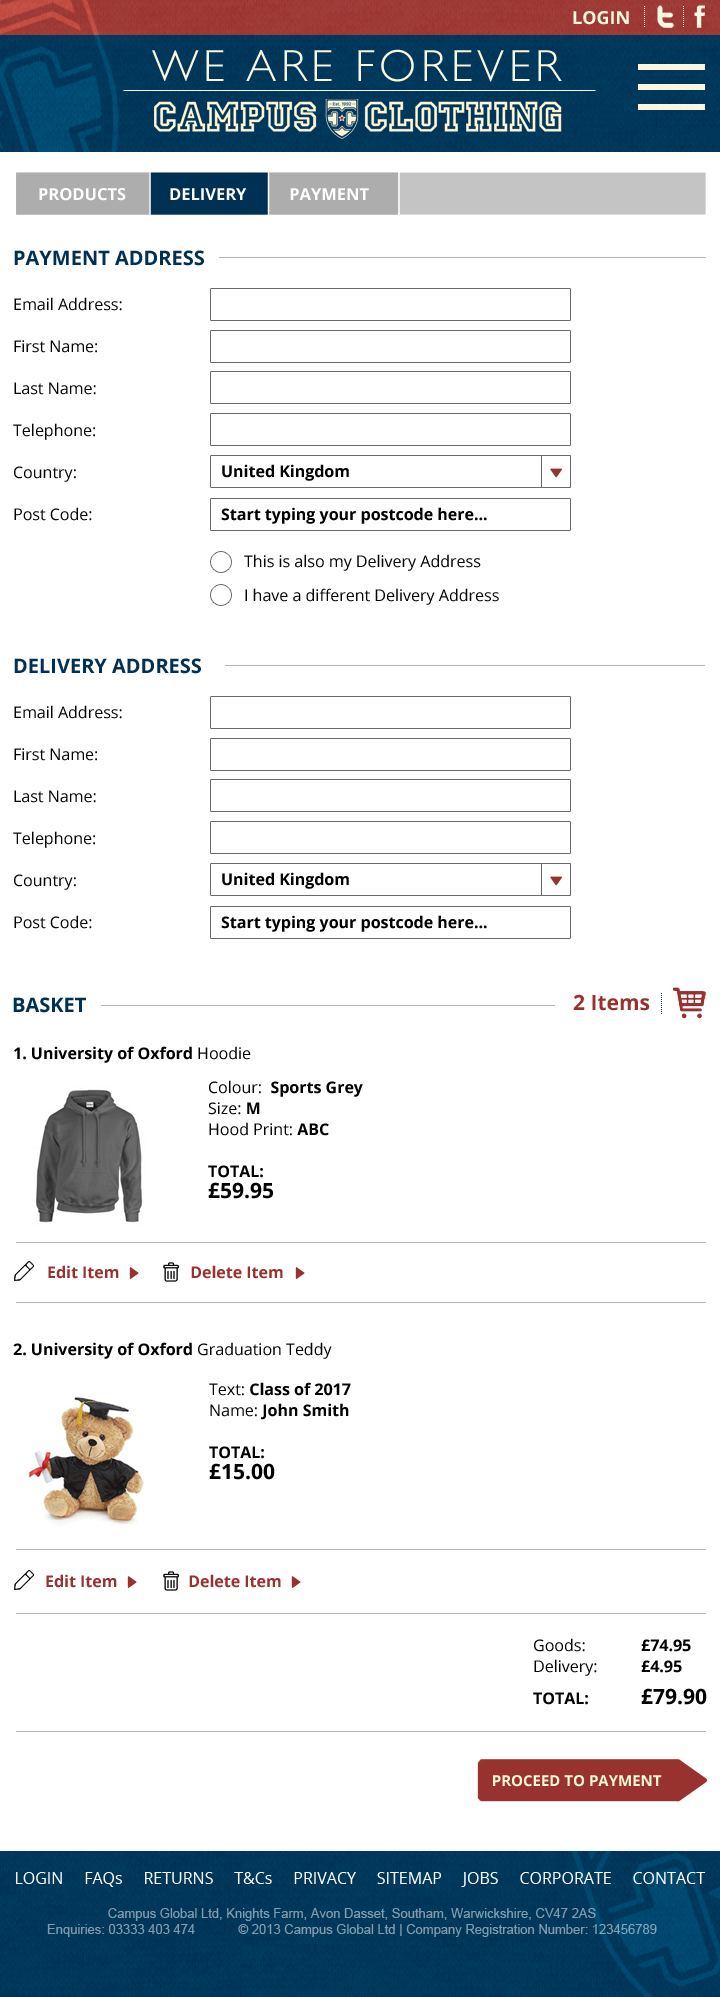 LOGIN
WE ARE FOREVER
Est. 1992
CAMPUS CLOTHING
PRODUCTS DELIVERY PAYMENT
PAYMENT ADDRESS
Email Address:
First Name:
Last Name:
Telephone:
Country: United Kingdom
Post Code: Start typing your postcode here...
This is also my Delivery Address
I have a different Delivery Address
DELIVERY ADDRESS
Email Address:
First Name:
Last Name:
Telephone:
Country: United Kingdom
Post Code: Start typing your postcode here...
BASKET 2 Items
1. University of Oxford Hoodie
Colour: Sports Grey
Size: M
Hood Print: ABC
TOTAL:
£59.95
Edit Item Delete Item
2. University of Oxford Graduation Teddy
Text: Class of 2017
Name: John Smith
TOTAL:
£15.00
Edit Item Delete Item
Goods: £74.95
Delivery: £4.95
TOTAL: £79.90
PROCEED TO PAYMENT
LOGIN FAQs RETURNS T&Cs PRIVACY SITEMAP JOBS CORPORATE CONTACT
Campus Global Ltd, Knights Farm, Avon Dasset, Southam, Warwickshire, CV47 2AS
Enquiries: 03333 403 474 © 2013 Campus Global Ltd | Company Registration Number: 123456789